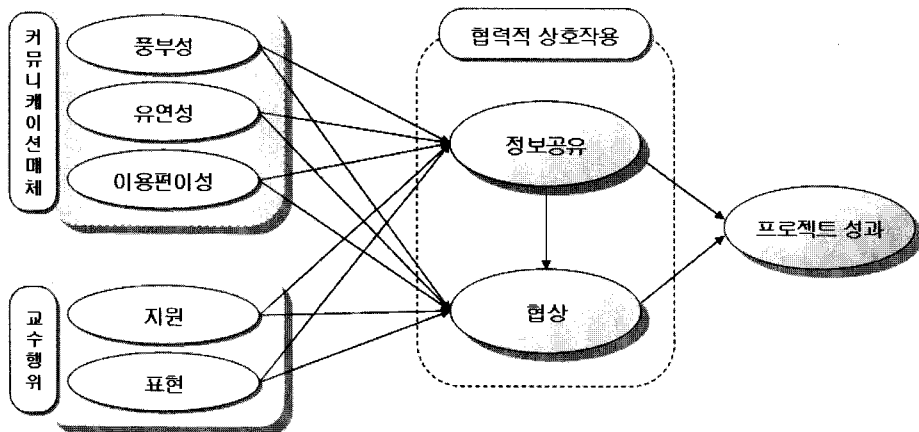 커뮤니케이션매체
풍부성
유연성
이용편이성
교수행위
지원
표현
협력적 상호작용
정보공유
협상
프로젝트 성과